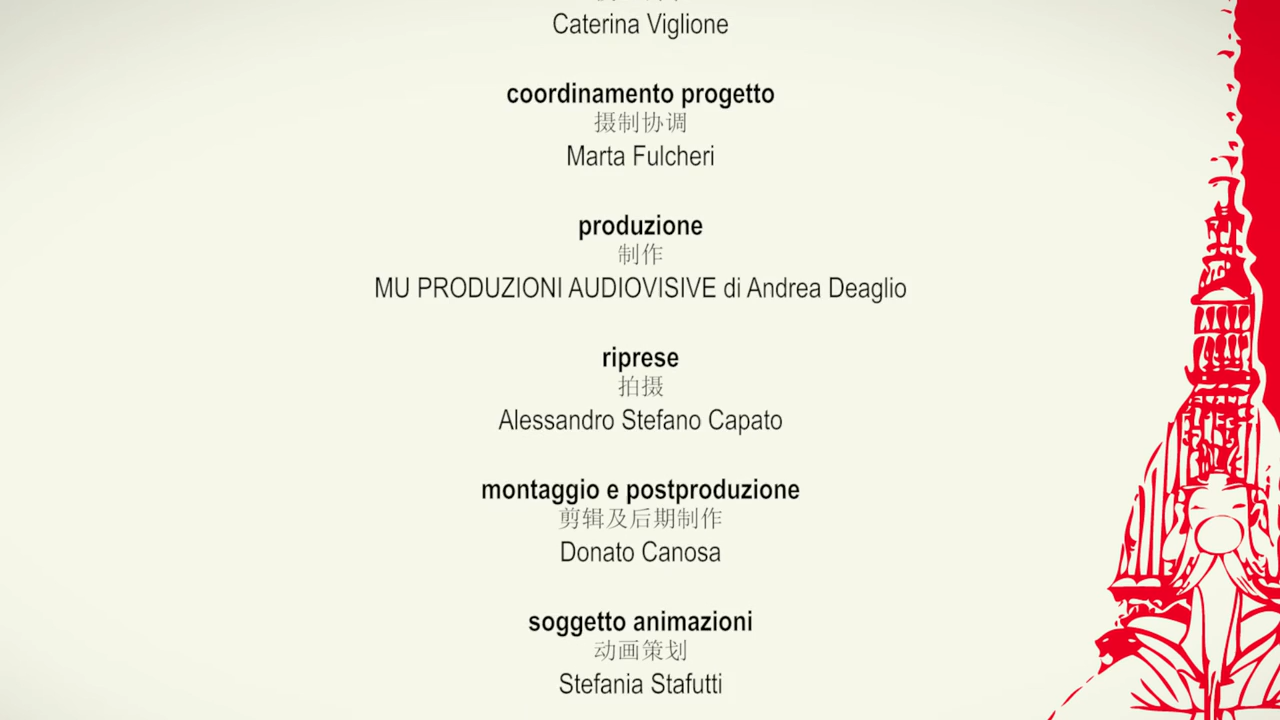 Caterina Viglione
coordinamento progetto
摄制协调
Marta Fulcheri
produzione
制作
MU PRODUZIONI AUDIOVISIVE di Andrea Deaglio
riprese
拍摄
Alessandro Stefano Capato
montaggio e postproduzione
剪辑及后期制作
Donato Canosa
soggetto animazioni
动画策划
Stefania Stafutti